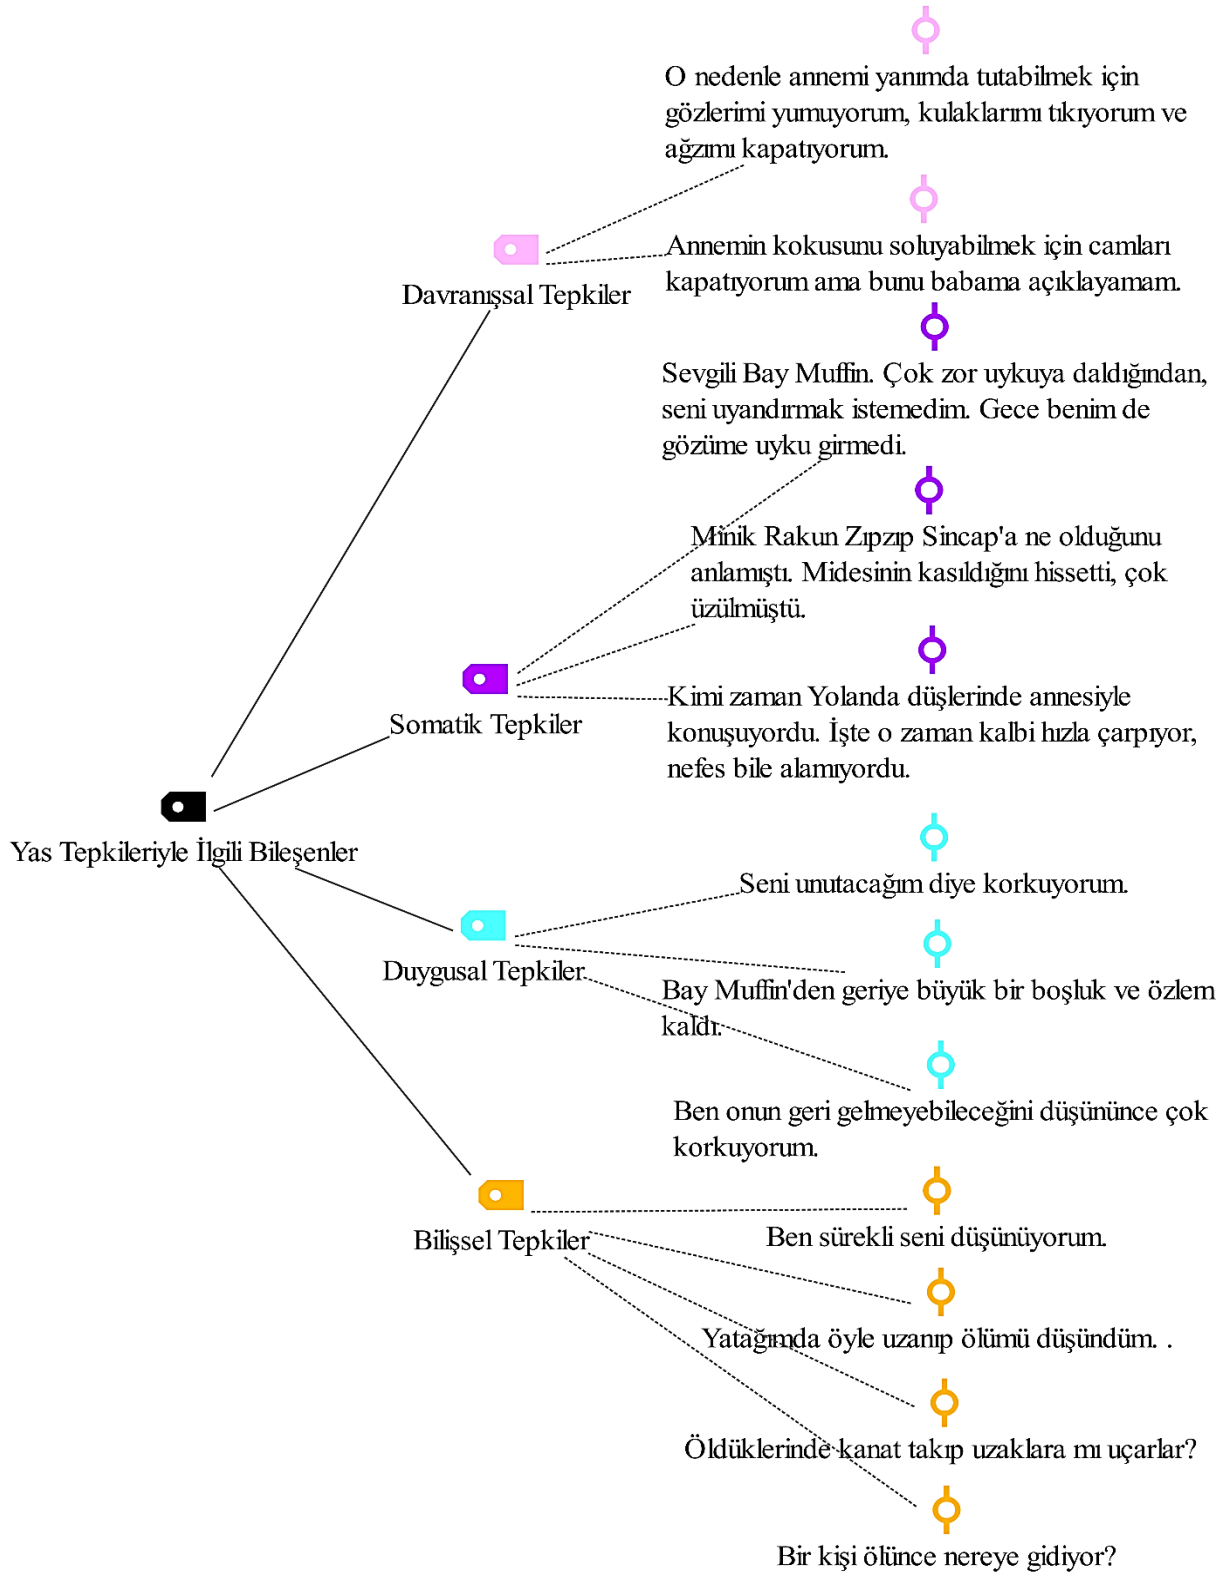 O nedenle annemi yanımda tutabilmek için
gözlerimi yumuyorum, kulaklarımı tıkıyorum ve
ağzımı kapatıyorum.
Annemin kokusunu soluyabilmek için camları
kapatıyorum ama bunu babama açıklayamam.
Davranışsal Tepkiler
Sevgili Bay Muffin. Çok zor uykuya daldığından,
seni uyandırmak istemedim. Gece benim de
gözüme uyku girmedi.
Minik Rakun Zıpzıp Sincap'a ne olduğunu
anlamıştı. Midesinin kasıldığını hissetti, çok
üzülmüştü.
Kimi zaman Yolanda düşlerinde annesiyle
konuşuyordu. İşte o zaman kalbi hızla çarpıyor,
nefes bile alamıyordu.
Somatik Tepkiler
Yas Tepkileriyle İlgili Bileşenler
Seni unutacağım diye korkuyorum.
Duygusal Tepkiler
Bay Muffin'den geriye büyük bir boşluk ve özlem
kaldı.
Ben onun geri gelmeyebileceğini düşününce çok
korkuyorum.
Bilişsel Tepkiler
Ben sürekli seni düşünüyorum.
Yatağımda öyle uzanıp ölümü düşündüm. .
Öldüklerinde kanat takıp uzaklara mı uçarlar?
Bir kişi ölünce nereye gidiyor?